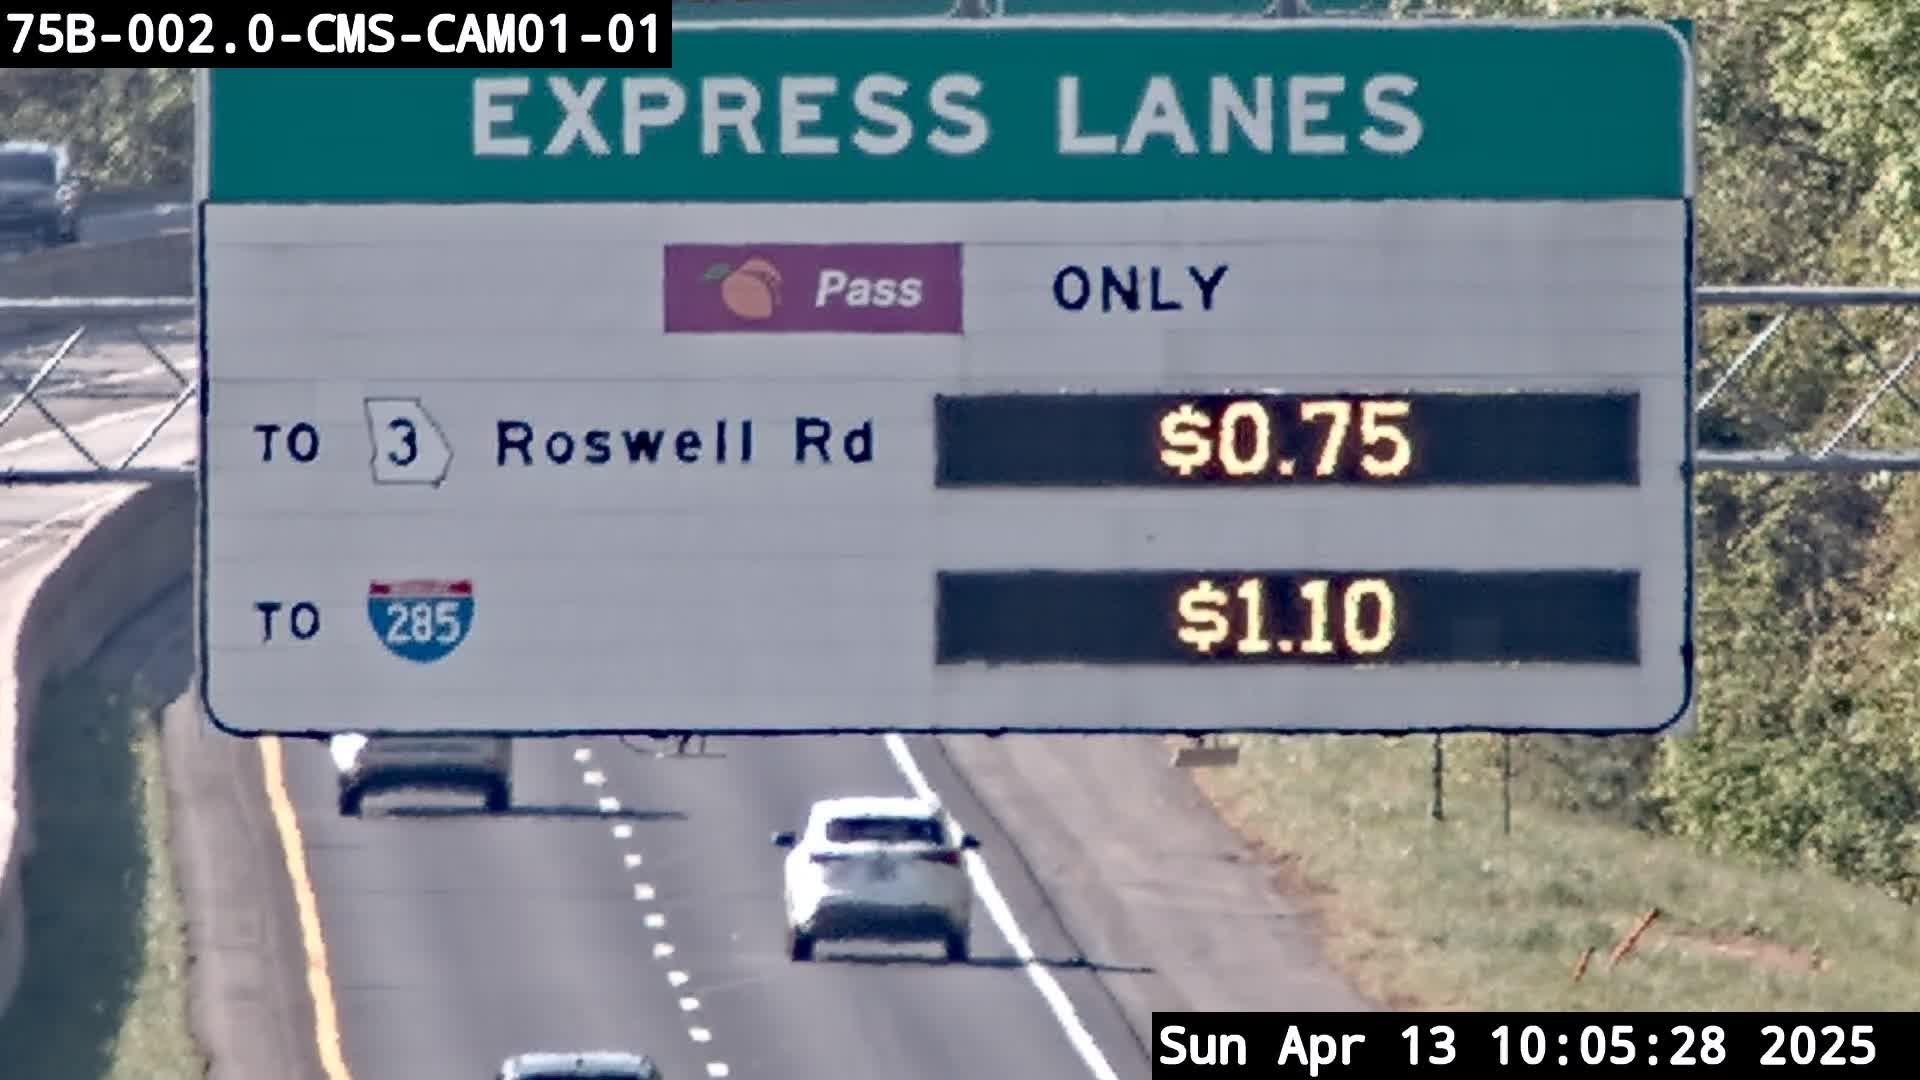 75B-002.0-CMS-CAM01-01
EXPRESS LANES
Pass ONLY
TO 3 Roswell Rd $0.75
TO 285 $1.10
Sun Apr 13 10:05:28 2025